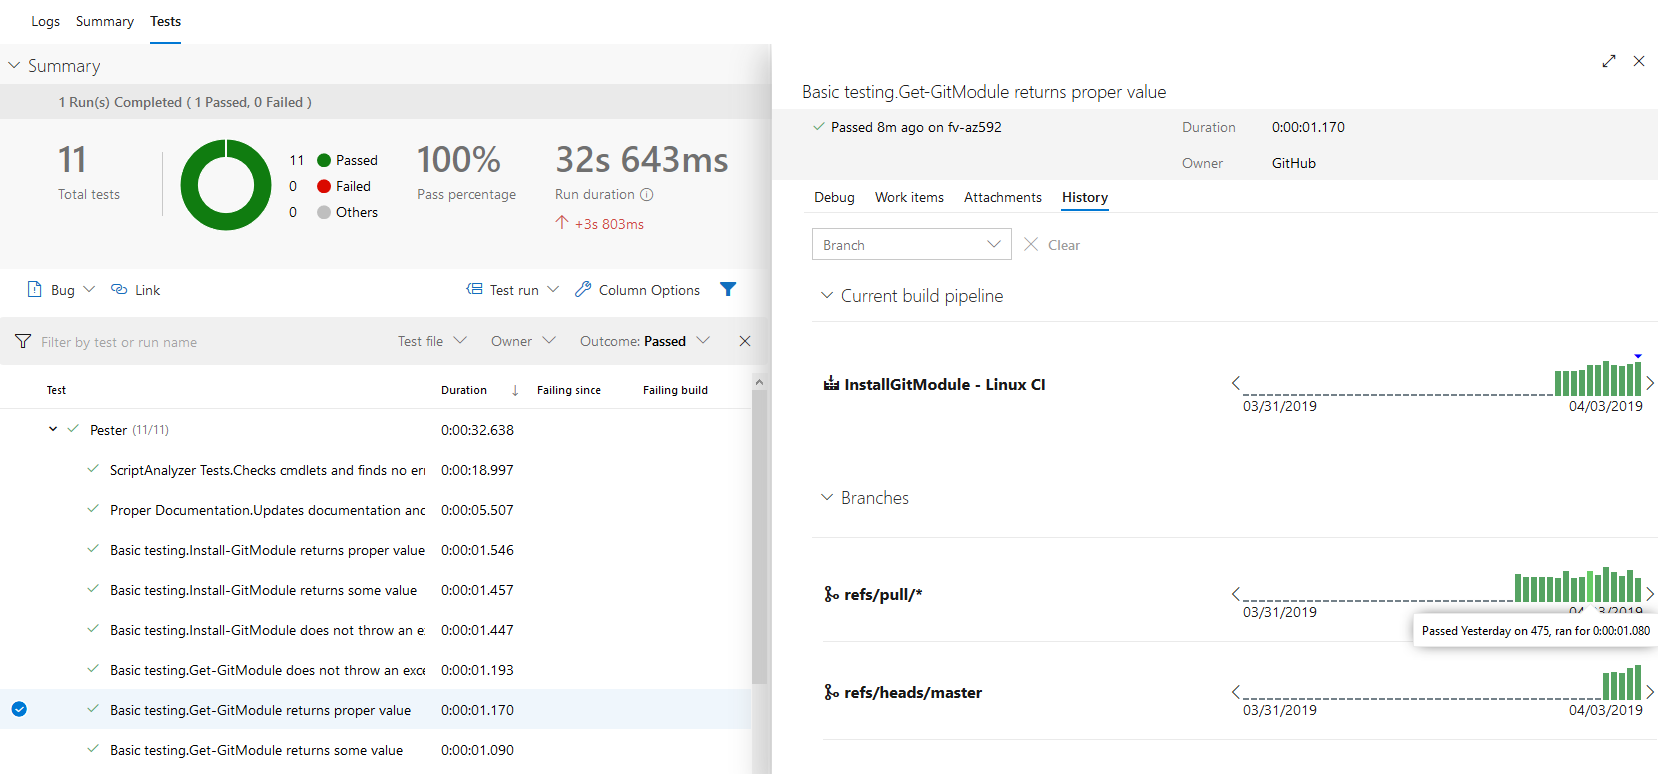 Logs Summary Tests
Summary
1 Run(s) Completed ( 1 Passed, 0 Failed )
11
Total tests
11 Passed
0 Failed
0 Others
100%
Pass percentage
32s 643ms
Run duration
+3s 803ms
Bug Link Test run Column Options
Filter by test or run name Test file Owner Outcome: Passed
Test Duration Failing since Failing build
Pester (11/11) 0:00:32.638
ScriptAnalyzer Tests.Checks cmdlets and finds no err 0:00:18.997
Proper Documentation.Updates documentation and 0:00:05.507
Basic testing.Install-GitModule returns proper value 0:00:01.546
Basic testing.Install-GitModule returns some value 0:00:01.457
Basic testing.Install-GitModule does not throw an e 0:00:01.447
Basic testing.Get-GitModule does not throw an exce 0:00:01.193
Basic testing.Get-GitModule returns proper value 0:00:01.170
Basic testing.Get-GitModule returns some value 0:00:01.090
Basic testing.Get-GitModule returns proper value
Passed 8m ago on fv-az592
Duration 0:00:01.170
Owner GitHub
Debug Work items Attachments History
Branch Clear
Current build pipeline
InstallGitModule - Linux CI
03/31/2019 04/03/2019
Branches
refs/pull/*
03/31/2019 04/03/2019
Passed Yesterday on 475, ran for 0:00:01.080
refs/heads/master
03/31/2019 04/03/2019